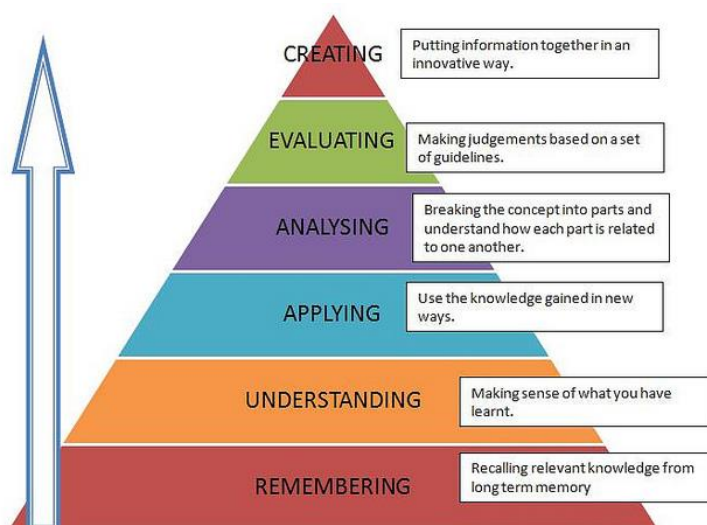 CREATING
Putting information together in an
innovative way.
EVALUATING
Making judgements based on a set
of guidelines.
ANALYSING
Breaking the concept into parts and
understand how each part is related
to one another.
APPLYING
Use the knowledge gained in new
ways.
UNDERSTANDING
Making sense of what you have
learnt.
REMEMBERING
Recalling relevant knowledge from
long term memory